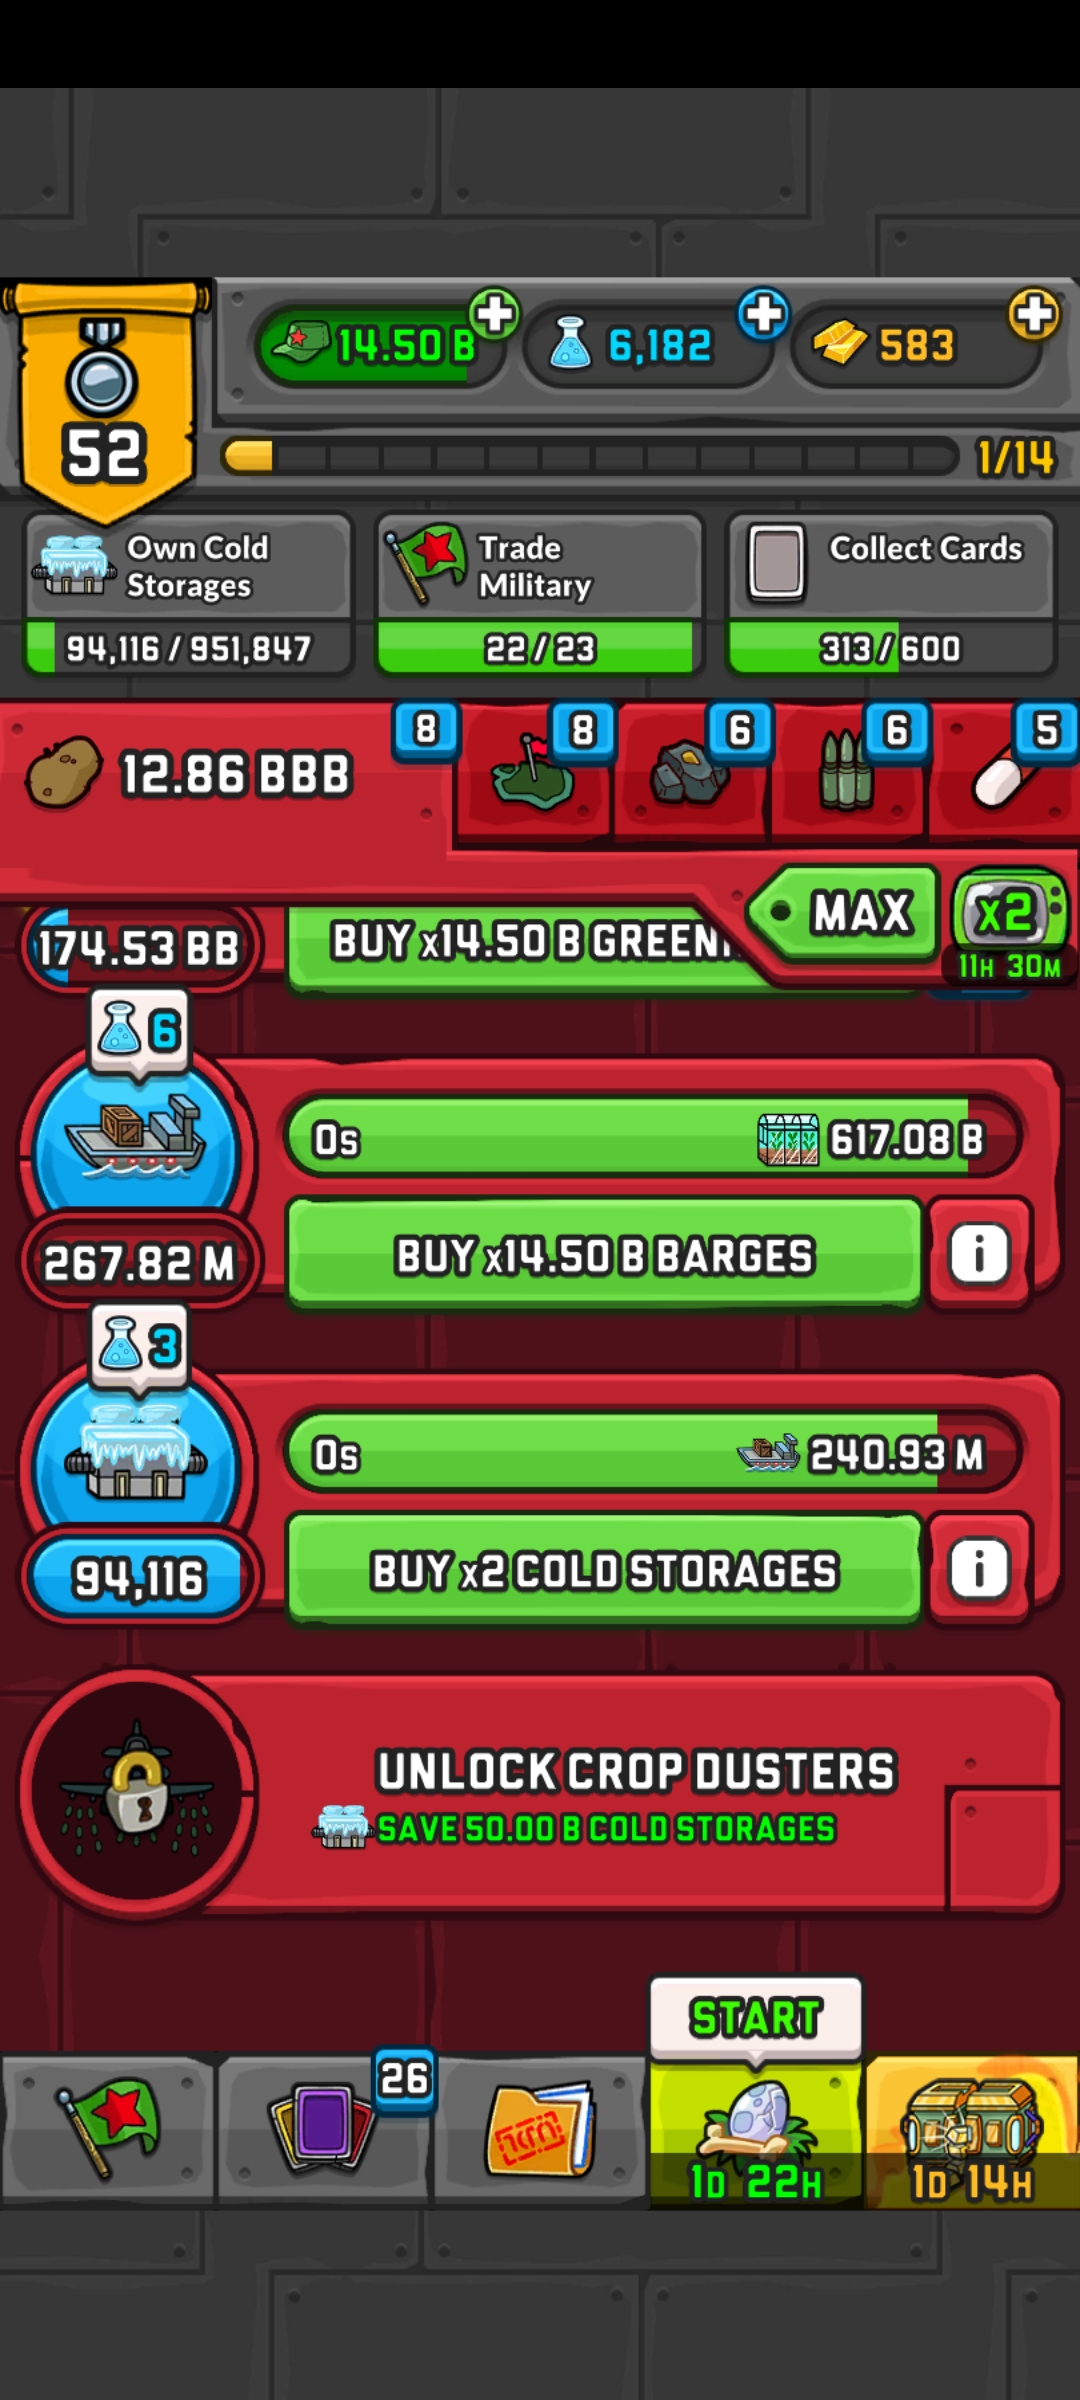 14.50 B
6,182
583
52
1/14
Own Cold
Storages
94,116 / 951,847
Trade
Military
22 / 23
Collect Cards
313 / 600
12.86 BBB
8
8
6
6
5
MAX
x2
11H 30M
174.53 BB
BUY x14.50 B
6
0s
617.08 B
267.82 M
BUY x14.50 B BARGES
i
3
0s
240.93 M
94,116
BUY x2 COLD STORAGES
i
UNLOCK CROP DUSTERS
SAVE 50.00 B COLD STORAGES
START
26
1D 22H
1D 14H